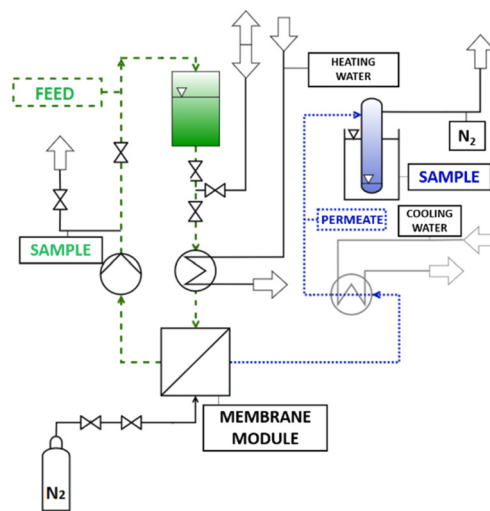 HEATING
WATER
FEED
N₂
SAMPLE
PERMEATE
COOLING
WATER
SAMPLE
MEMBRANE
MODULE
N₂